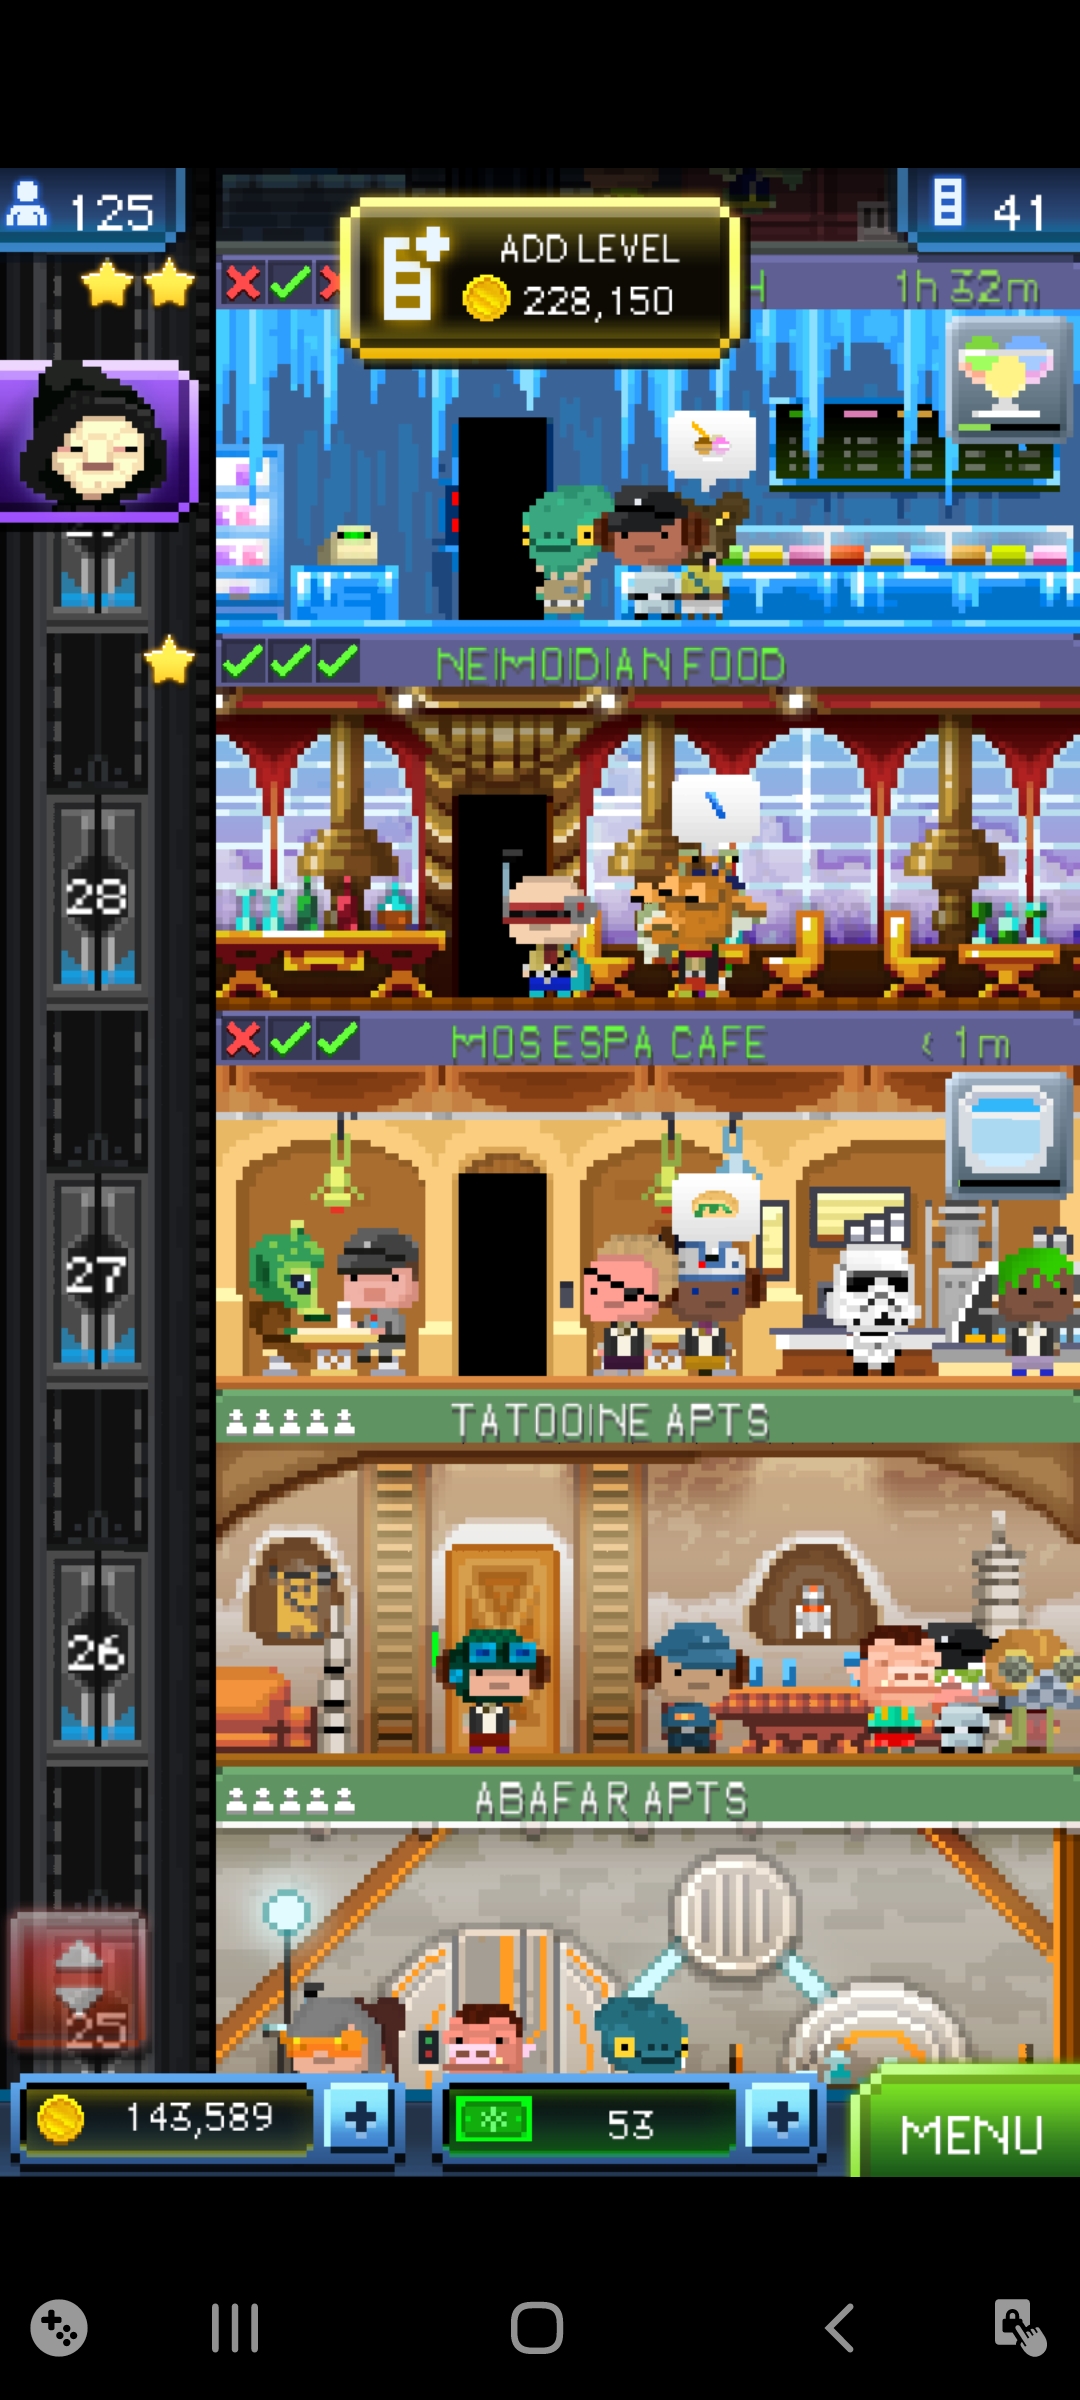 125
41
ADD LEVEL
228,150
1h 32m
NEIMOIDIAN FOOD
28
MOS ESPA CAFE
< 1m
27
TATOOINE APTS
26
ABAFAR APTS
25
143,589
53
MENU